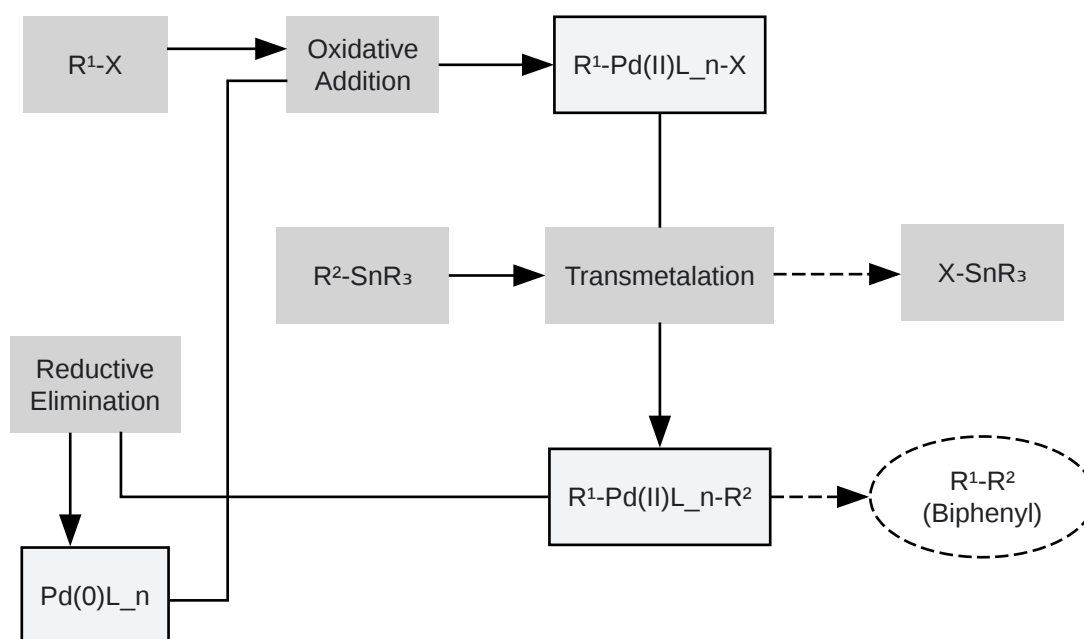 R¹-X
Oxidative
Addition
R¹-Pd(II)L_n-X
R²-SnR₃
Transmetalation
X-SnR₃
Reductive
Elimination
R¹-Pd(II)L_n-R²
R¹-R²
(Biphenyl)
Pd(0)L_n